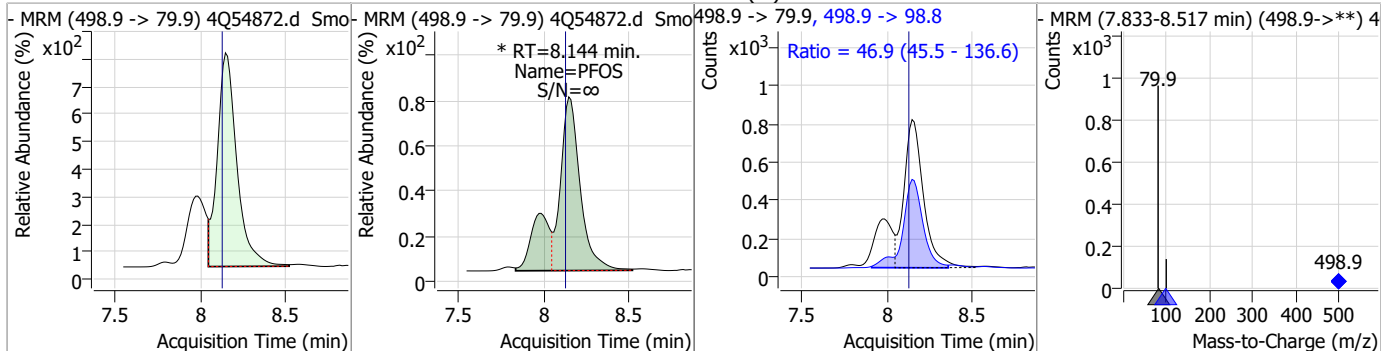 - MRM (498.9 -> 79.9) 4Q54872.d Smo
x10²
Relative Abundance (%)
7
6
5
4
3
2
1
0
7.5
8
8.5
Acquisition Time (min)
- MRM (498.9 -> 79.9) 4Q54872.d Smo
x10²
* RT=8.144 min.
Name=PFOS
S/N=∞
Relative Abundance (%)
0.8
0.6
0.4
0.2
0
7.5
8
8.5
Acquisition Time (min)
498.9 -> 79.9, 498.9 -> 98.8
x10³
Ratio = 46.9 (45.5 - 136.6)
Counts
1
0.8
0.6
0.4
0.2
0
7.5
8
8.5
Acquisition Time (min)
- MRM (7.833-8.517 min) (498.9->**) 4
x10³
Counts
79.9
498.9
1
0.8
0.6
0.4
0.2
0
100
200
300
400
500
Mass-to-Charge (m/z)